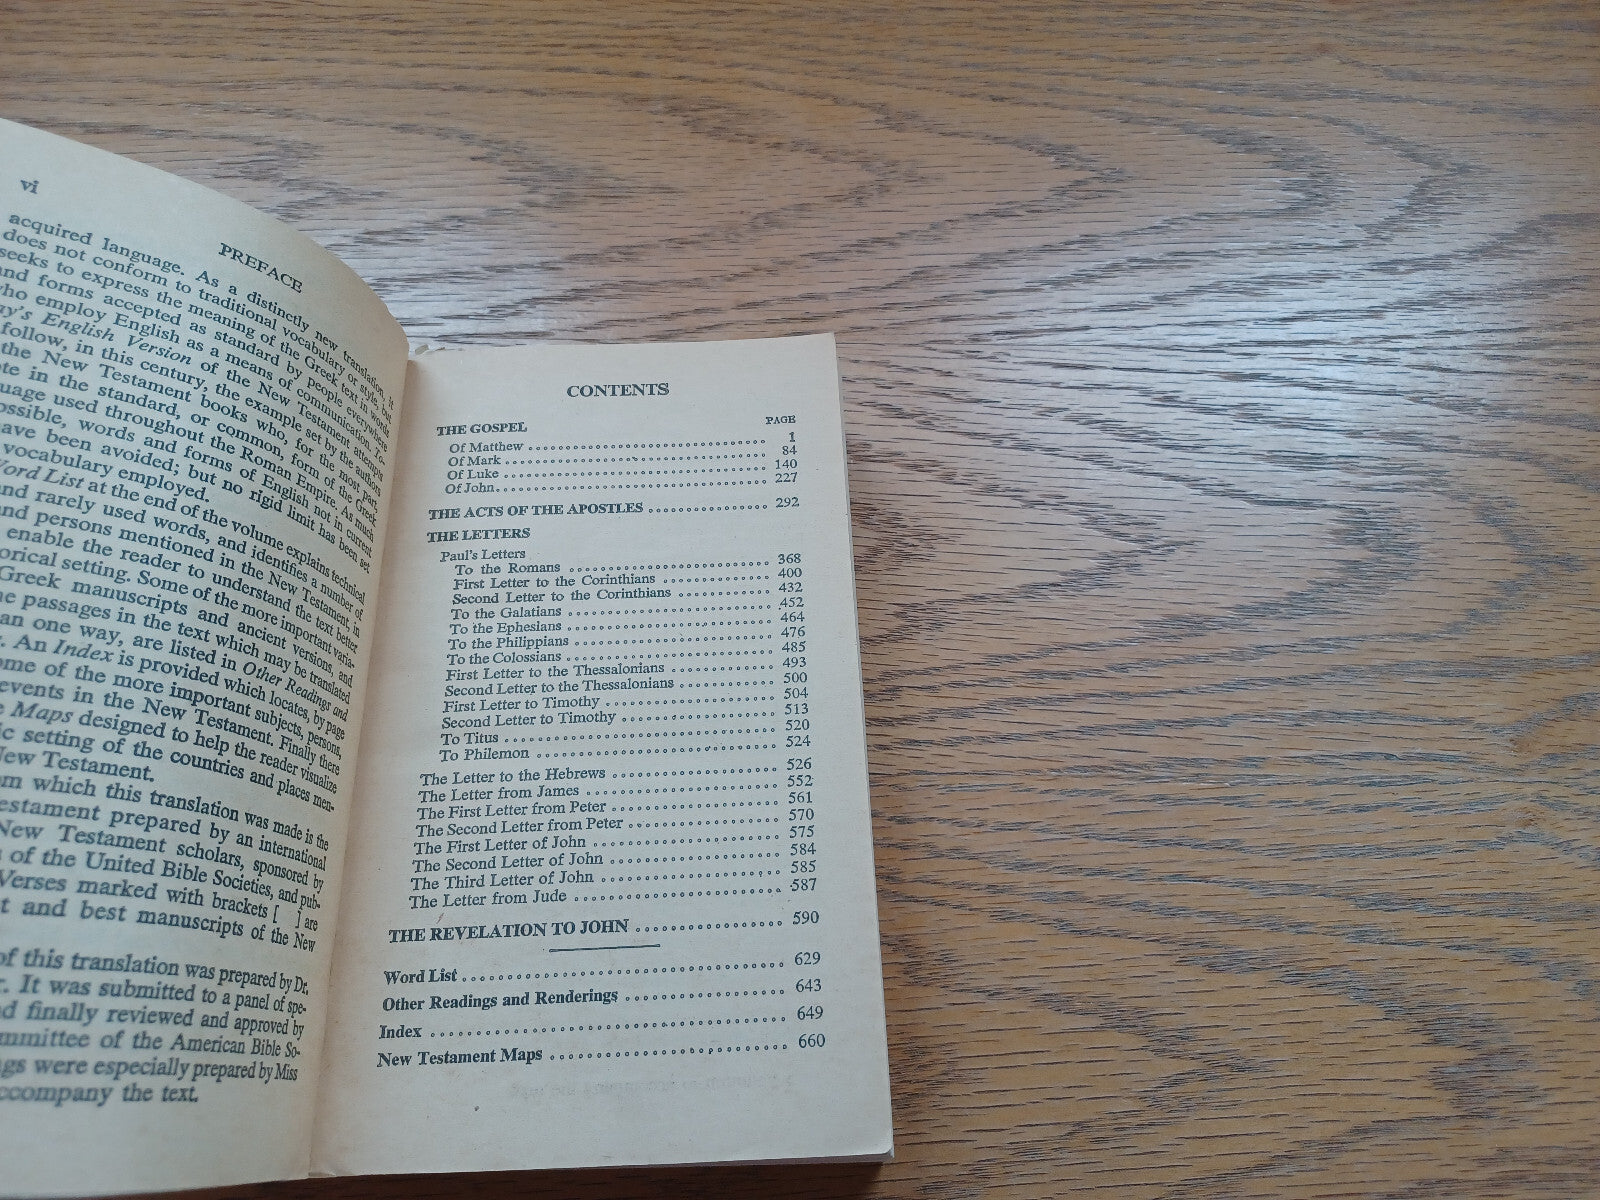 vi
PREFACE
acquired language. As a distinctly new translation, it
does not conform to traditional vocabulary or style, but
seeks to express the meaning of the Greek text in words
and forms accepted as standard by people everywhere
who employ English as a means of communication. To-
ay's English Version of the New Testament attempts
follow, in this century, the example set by the authors
the New Testament books who, for the most part,
te in the standard, or common, form of the Greek
uage used throughout the Roman Empire. As much
ossible, words and forms of English not in current
ave been avoided; but no rigid limit has been set
vocabulary employed.
Word List at the end of the volume explains technical
and rarely used words, and identifies a number of
and persons mentioned in the New Testament, in
enable the reader to understand the text better
orical setting. Some of the more important varia-
Greek manuscripts and ancient versions, and
e passages in the text which may be translated
an one way, are listed in Other Readings and
. An Index is provided which locates, by page
ome of the more important subjects, persons,
events in the New Testament. Finally there
e Maps designed to help the reader visualize
ic setting of the countries and places men-
New Testament.
om which this translation was made is the
estament prepared by an international
New Testament scholars, sponsored by
of the United Bible Societies, and pub-
Verses marked with brackets [ ] are
t and best manuscripts of the New
of this translation was prepared by Dr.
r. It was submitted to a panel of spe-
d finally reviewed and approved by
mmittee of the American Bible So-
gs were especially prepared by Miss
ccompany the text.
CONTENTS
PAGE
THE GOSPEL
Of Matthew 1
Of Mark 84
Of Luke 140
Of John 227
THE ACTS OF THE APOSTLES 292
THE LETTERS
Paul's Letters
To the Romans 368
First Letter to the Corinthians 400
Second Letter to the Corinthians 432
To the Galatians 452
To the Ephesians 464
To the Philippians 476
To the Colossians 485
First Letter to the Thessalonians 493
Second Letter to the Thessalonians 500
First Letter to Timothy 504
Second Letter to Timothy 513
To Titus 520
To Philemon 524
The Letter to the Hebrews 526
The Letter from James 552
The First Letter from Peter 561
The Second Letter from Peter 570
The First Letter of John 575
The Second Letter of John 584
The Third Letter of John 585
The Letter from Jude 587
THE REVELATION TO JOHN 590
Word List 629
Other Readings and Renderings 643
Index 649
New Testament Maps 660